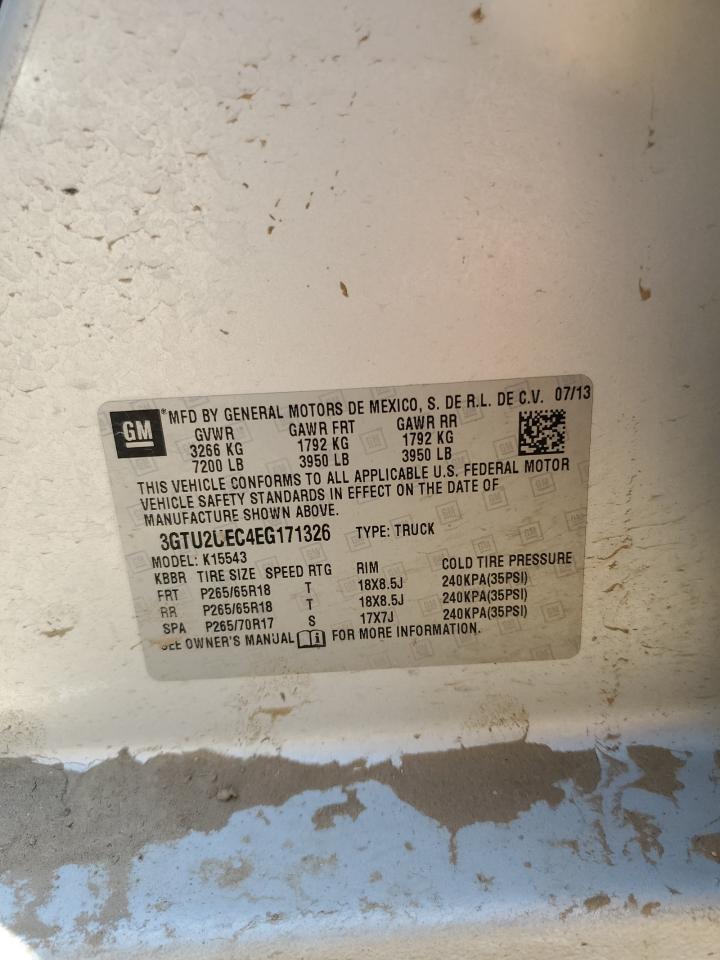 GM
*MFD BY GENERAL MOTORS DE MEXICO, S. DE R.L. DE C.V. 07/13
GVWR GAWR FRT GAWR RR
3266 KG 1792 KG 1792 KG
7200 LB 3950 LB 3950 LB
THIS VEHICLE CONFORMS TO ALL APPLICABLE U.S. FEDERAL MOTOR
VEHICLE SAFETY STANDARDS IN EFFECT ON THE DATE OF
MANUFACTURE SHOWN ABOVE.
3GTU2UEC4EG171326 TYPE: TRUCK
MODEL: K15543
KBBR TIRE SIZE SPEED RTG RIM COLD TIRE PRESSURE
FRT P265/65R18 T 18X8.5J 240KPA(35PSI)
RR P265/65R18 T 18X8.5J 240KPA(35PSI)
SPA P265/70R17 S 17X7J 240KPA(35PSI)
SEE OWNER'S MANUAL FOR MORE INFORMATION.